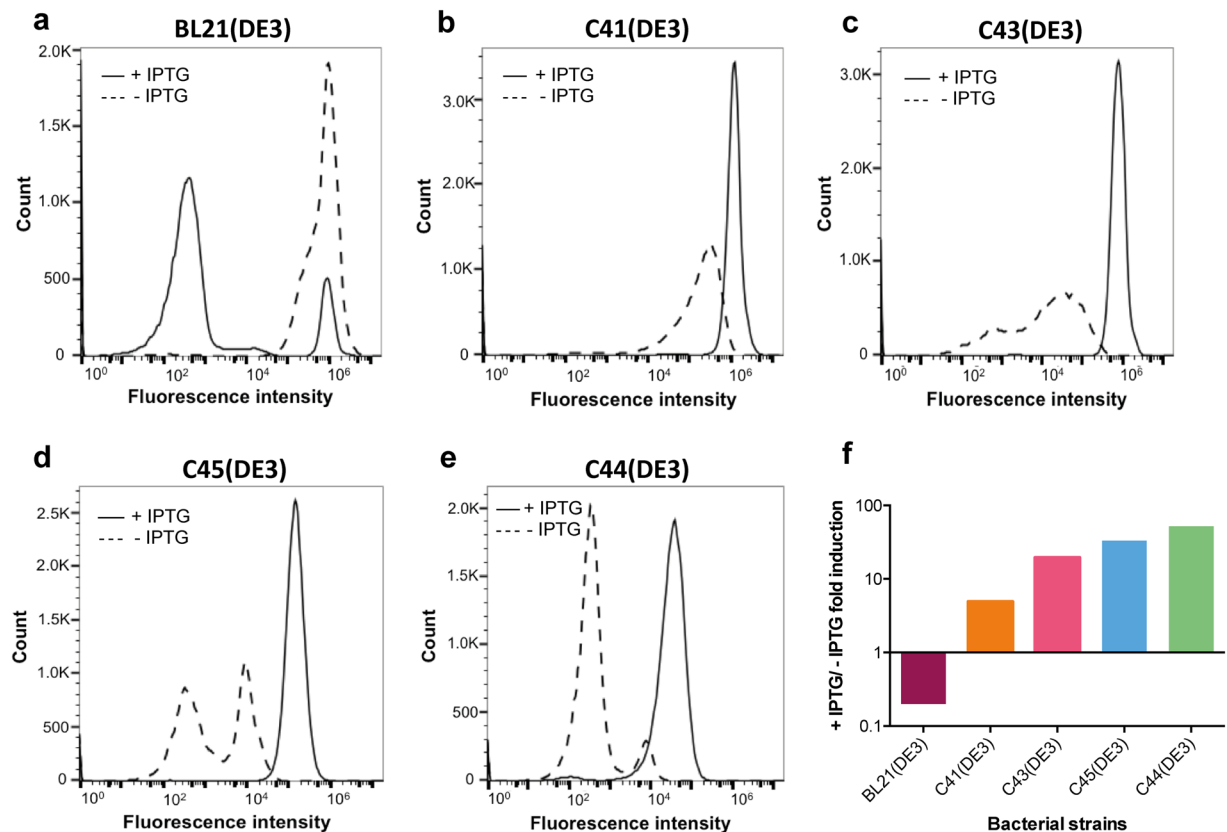 a
BL21(DE3)
2.0K
1.5K
1.0K
500
0
Count
+ IPTG
- IPTG
10⁰
10²
10⁴
10⁶
Fluorescence intensity
b
C41(DE3)
3.0K
2.0K
1.0K
0
Count
+ IPTG
- IPTG
10⁰
10²
10⁴
10⁶
Fluorescence intensity
c
C43(DE3)
3.0K
2.0K
1.0K
0
Count
+ IPTG
- IPTG
10⁰
10²
10⁴
10⁶
Fluorescence intensity
d
C45(DE3)
2.5K
2.0K
1.5K
1.0K
500
0
Count
+ IPTG
- IPTG
10⁰
10²
10⁴
10⁶
Fluorescence intensity
e
C44(DE3)
2.0K
1.5K
1.0K
500
0
Count
+ IPTG
- IPTG
10⁰
10²
10⁴
10⁶
Fluorescence intensity
f
+ IPTG/ - IPTG fold induction
100
10
1
0.1
BL21(DE3)
C41(DE3)
C43(DE3)
C45(DE3)
C44(DE3)
Bacterial strains